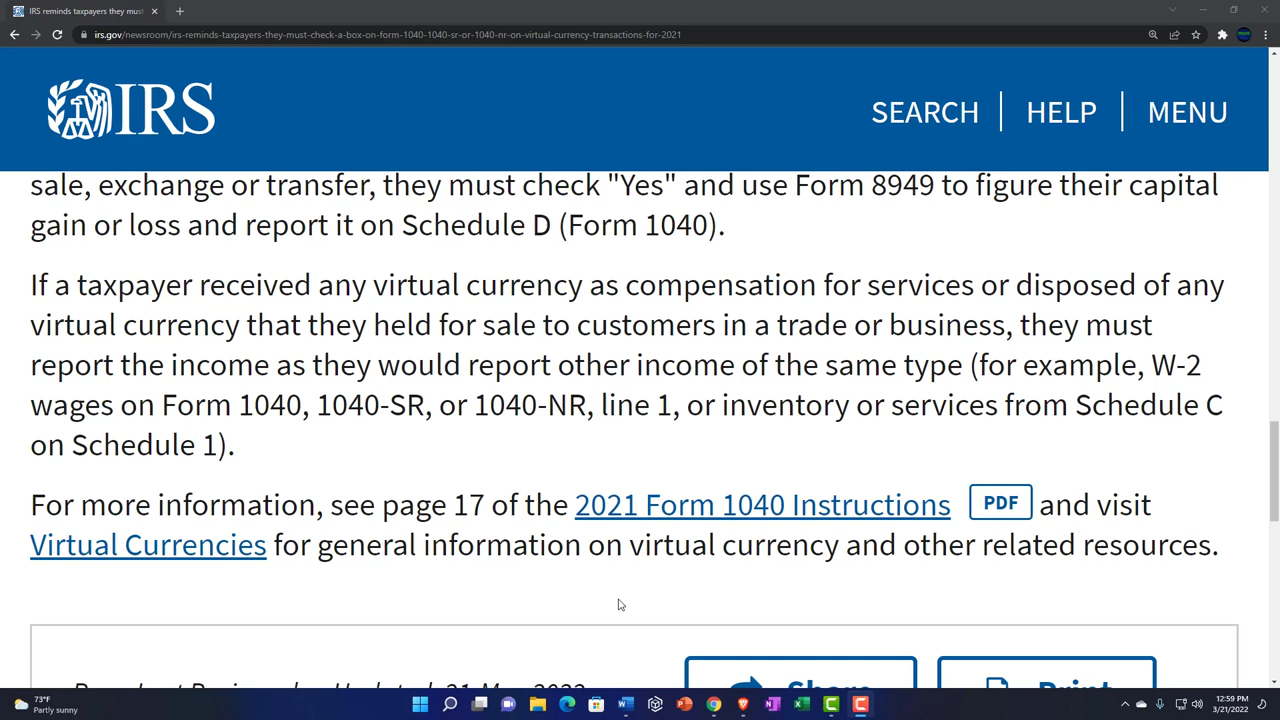 IRS reminds taxpayers they must
irs.gov/newsroom/irs-reminds-taxpayers-they-must-check-a-box-on-form-1040-1040-sr-or-1040-nr-on-virtual-currency-transactions-for-2021
IRS
SEARCH
HELP
MENU
sale, exchange or transfer, they must check "Yes" and use Form 8949 to figure their capital
gain or loss and report it on Schedule D (Form 1040).
If a taxpayer received any virtual currency as compensation for services or disposed of any
virtual currency that they held for sale to customers in a trade or business, they must
report the income as they would report other income of the same type (for example, W-2
wages on Form 1040, 1040-SR, or 1040-NR, line 1, or inventory or services from Schedule C
on Schedule 1).
For more information, see page 17 of the 2021 Form 1040 Instructions PDF and visit
Virtual Currencies for general information on virtual currency and other related resources.
Share
Print
73°F
Partly sunny
12:59 PM
3/21/2022